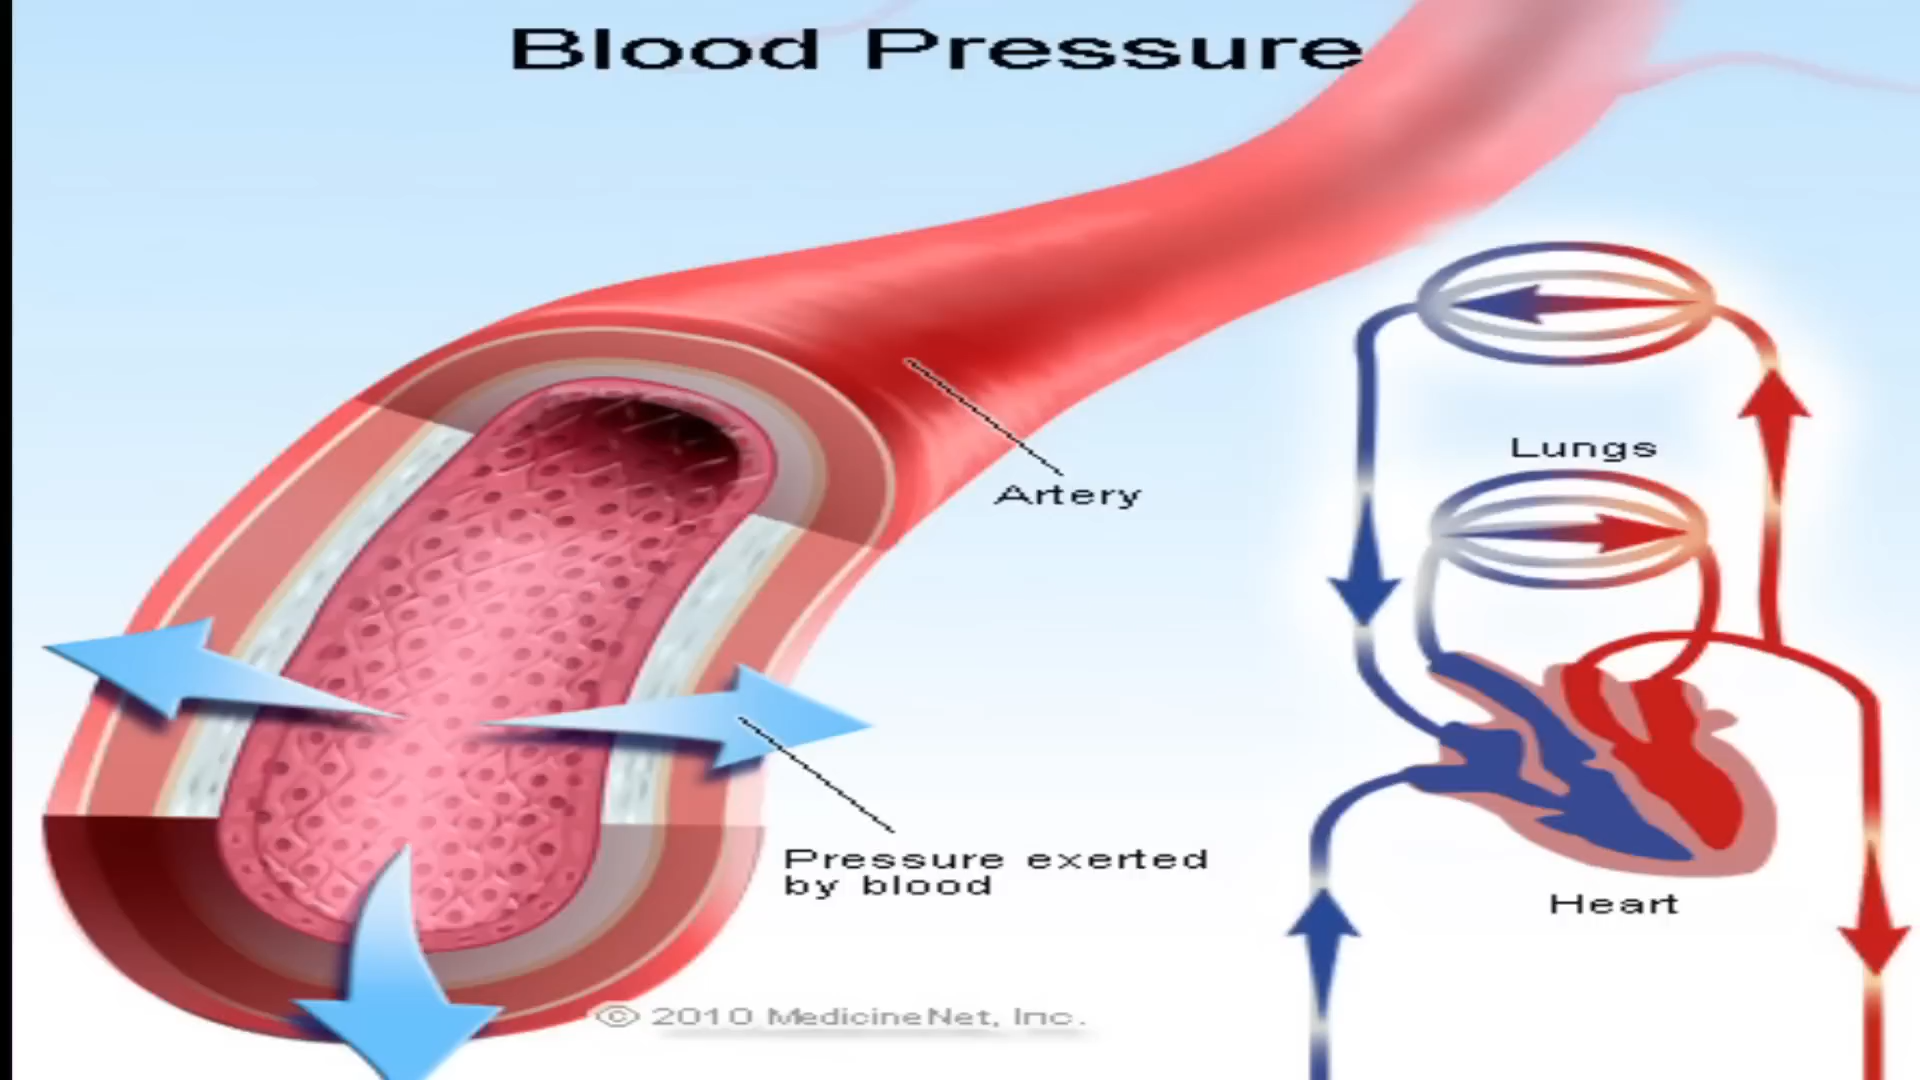 Blood Pressure
Lungs
Artery
Pressure exerted
by blood
Heart
© 2010 MedicineNet, Inc.